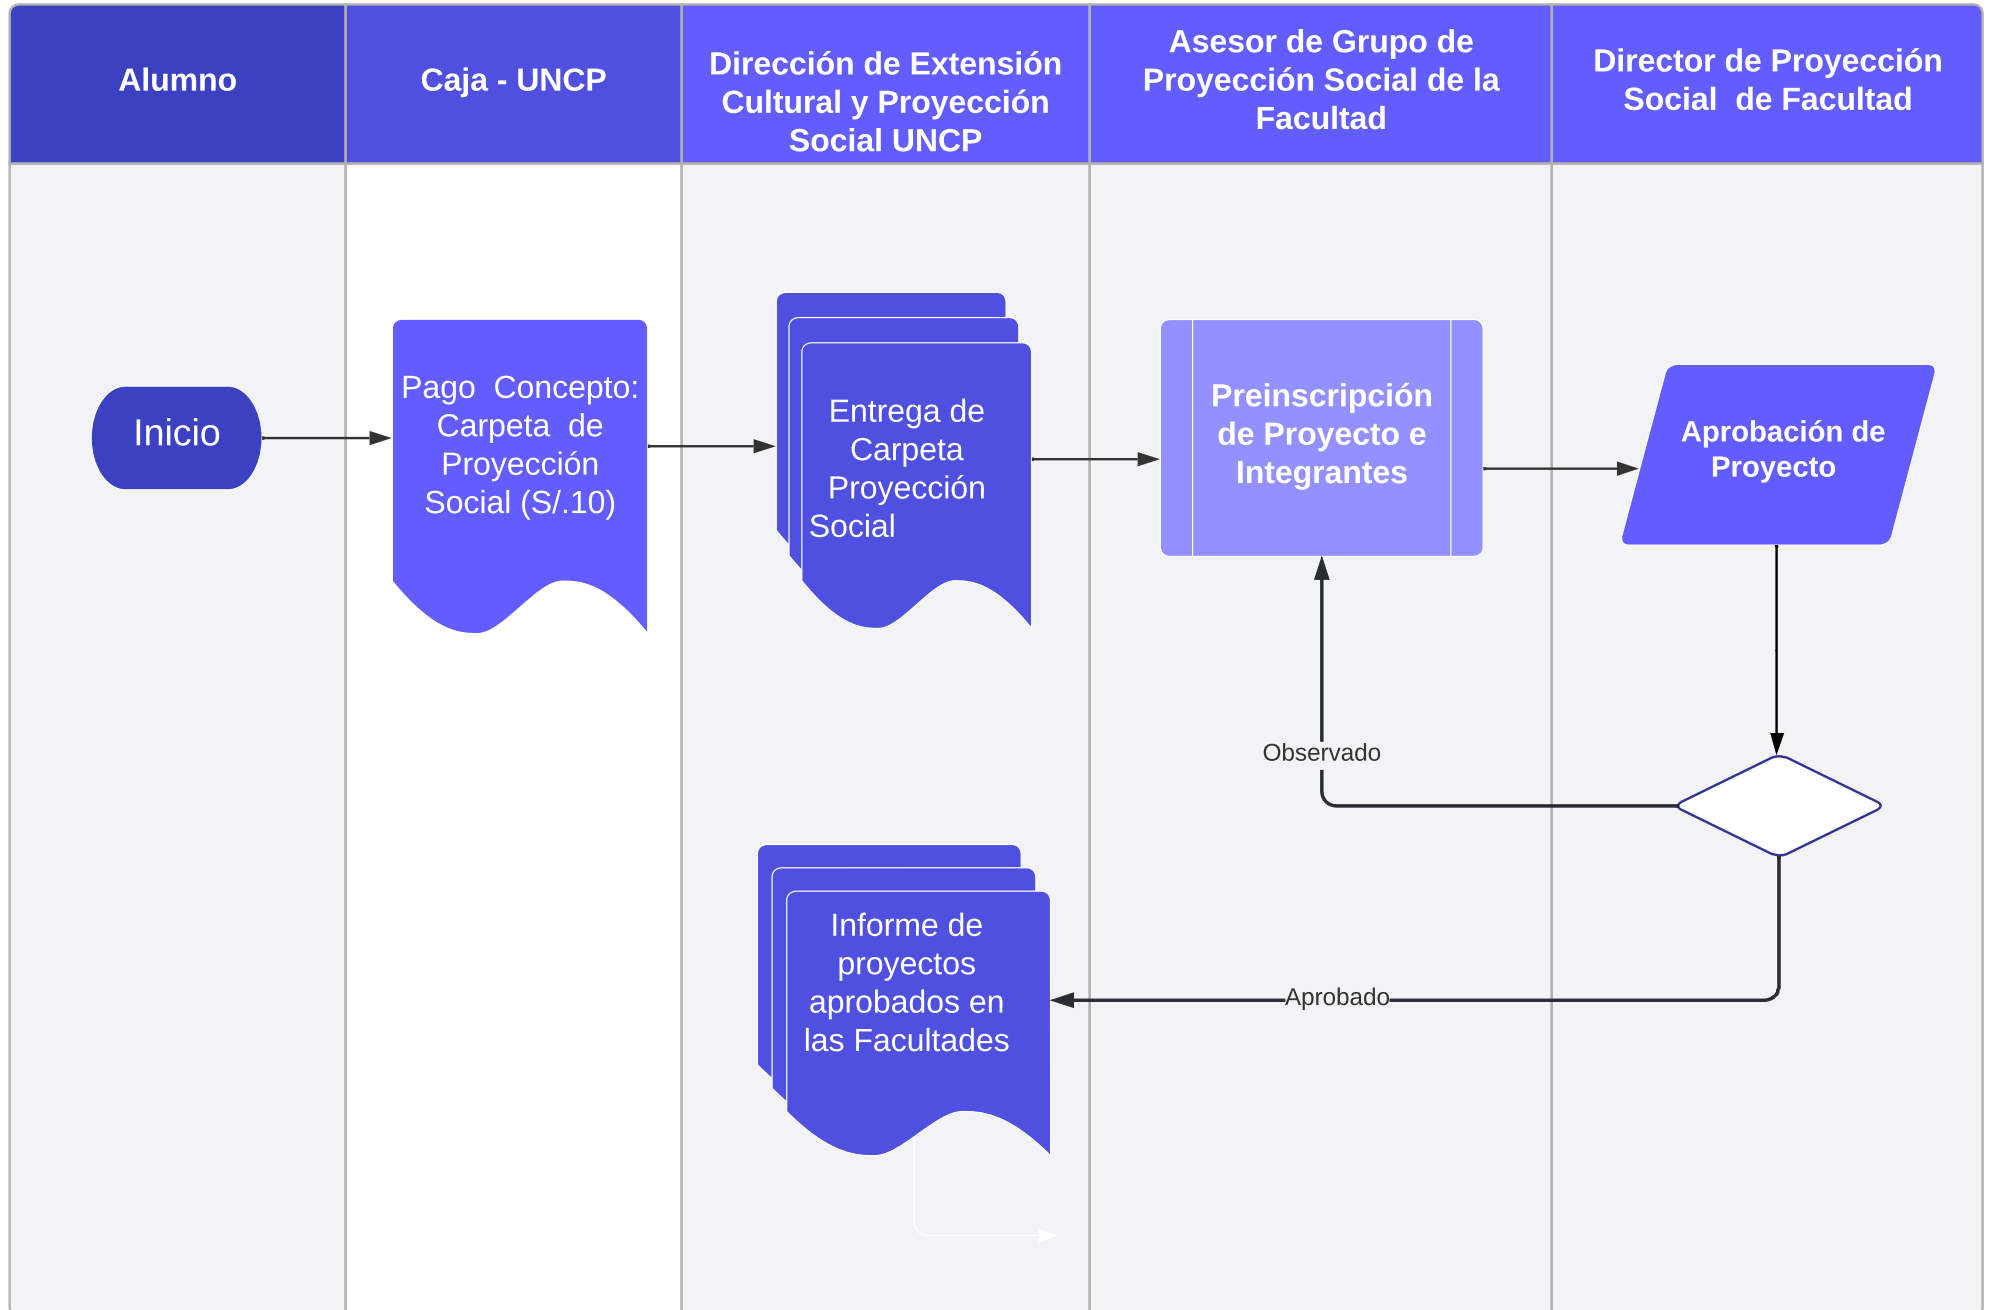 Alumno
Caja - UNCP
Dirección de Extensión
Cultural y Proyección
Social UNCP
Asesor de Grupo de
Proyección Social de la
Facultad
Director de Proyección
Social  de Facultad
Inicio
Pago  Concepto:
Carpeta  de
Proyección
Social (S/.10)
Entrega de
Carpeta
Proyección
Social
Preinscripción
de Proyecto e
Integrantes
Aprobación de
Proyecto
Observado
Informe de
proyectos
aprobados en
las Facultades
Aprobado